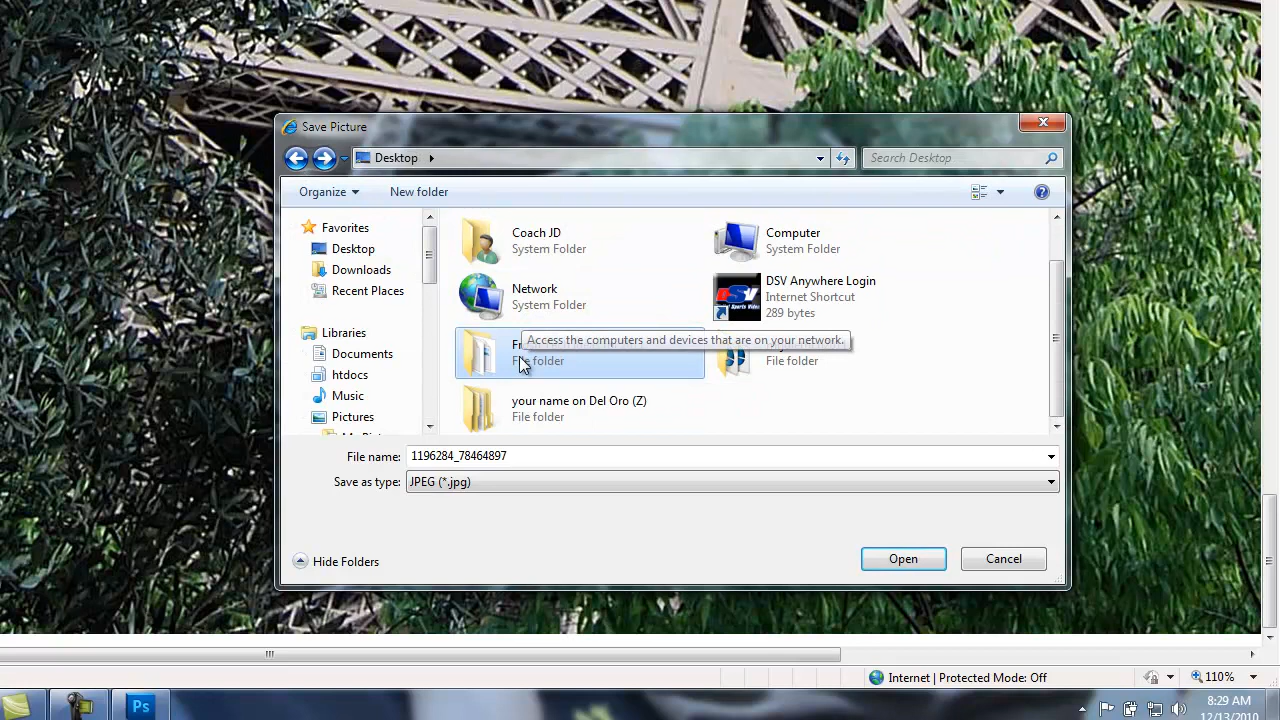 Save Picture
Desktop
Search Desktop
Organize
New folder
Favorites
Desktop
Downloads
Recent Places
Libraries
Documents
htdocs
Music
Pictures
Coach JD
System Folder
Computer
System Folder
Network
System Folder
DSV Anywhere Login
Internet Shortcut
289 bytes
Access the computers and devices that are on your network.
File folder
File folder
your name on Del Oro (Z)
File folder
File name:
1196284_78464897
Save as type:
JPEG (*.jpg)
Hide Folders
Open
Cancel
Internet | Protected Mode: Off
110%
Ps
8:29 AM
12/13/2010